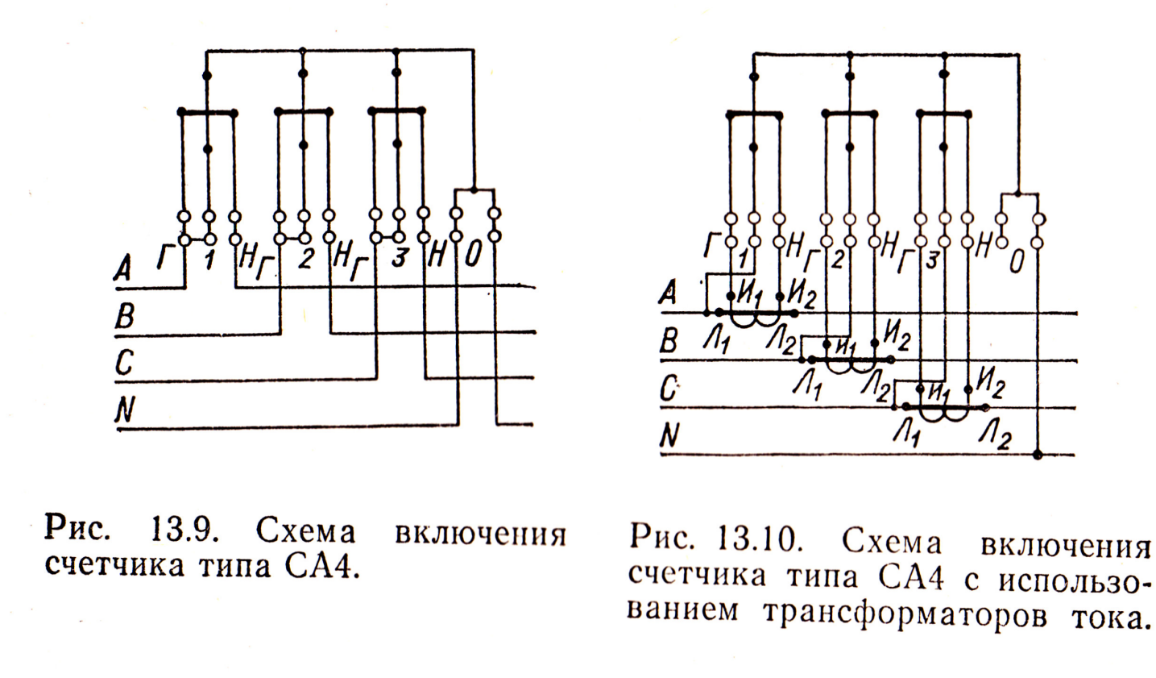 Г 1 Н Г 2 Н Г 3 Н О
А
В
С
N
Рис. 13.9. Схема включения
счетчика типа СА4.
Г 1 Н Г 2 Н Г 3 Н О
А И₁ И₂
Л₁ Л₂
В И₁ И₂
Л₁ Л₂
С И₁ И₂
Л₁ Л₂
N
Рис. 13.10. Схема включения
счетчика типа СА4 с использо-
ванием трансформаторов тока.